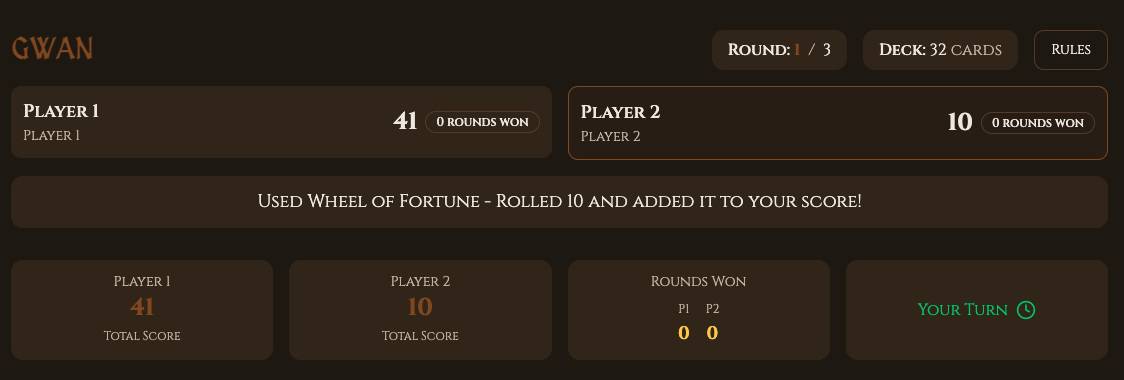 GWAN
Round: 1 / 3
Deck: 32 cards
Rules
Player 1
Player 1
41
0 rounds won
Player 2
Player 2
10
0 rounds won
Used Wheel of Fortune - Rolled 10 and added it to your score!
Player 1
41
Total Score
Player 2
10
Total Score
Rounds Won
P1 P2
0 0
Your Turn